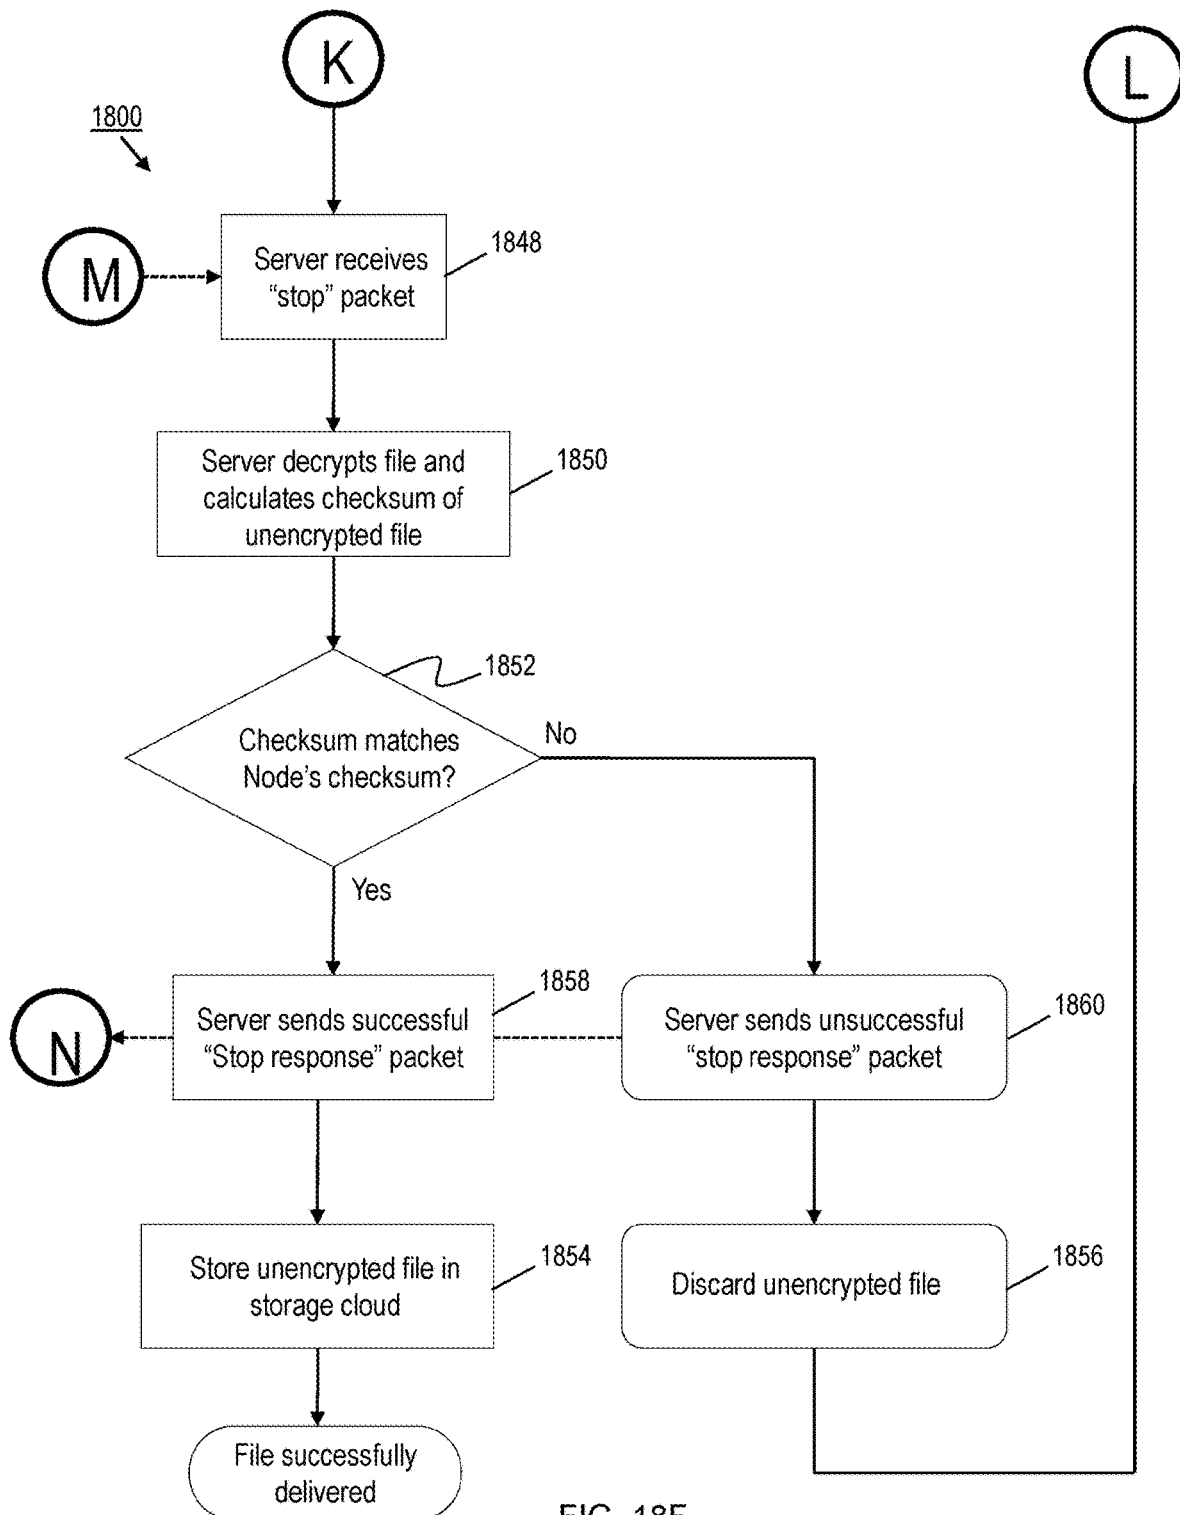 K
L
1800
M
Server receives
"stop" packet
1848
Server decrypts file and
calculates checksum of
unencrypted file
1850
1852
Checksum matches
Node's checksum?
No
Yes
N
Server sends successful
"Stop response" packet
1858
Server sends unsuccessful
"stop response" packet
1860
Store unencrypted file in
storage cloud
1854
Discard unencrypted file
1856
File successfully
delivered